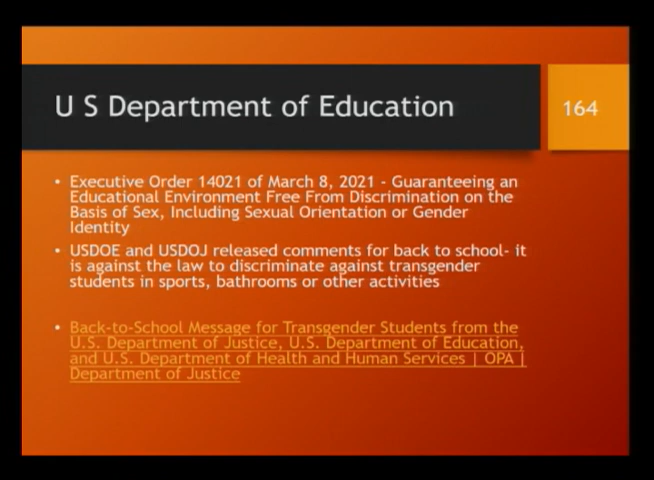 U S Department of Education
164
• Executive Order 14021 of March 8, 2021 - Guaranteeing an
Educational Environment Free From Discrimination on the
Basis of Sex, Including Sexual Orientation or Gender
Identity
• USDOE and USDOJ released comments for back to school- it
is against the law to discriminate against transgender
students in sports, bathrooms or other activities
• Back-to-School Message for Transgender Students from the
U.S. Department of Justice, U.S. Department of Education,
and U.S. Department of Health and Human Services | OPA |
Department of Justice